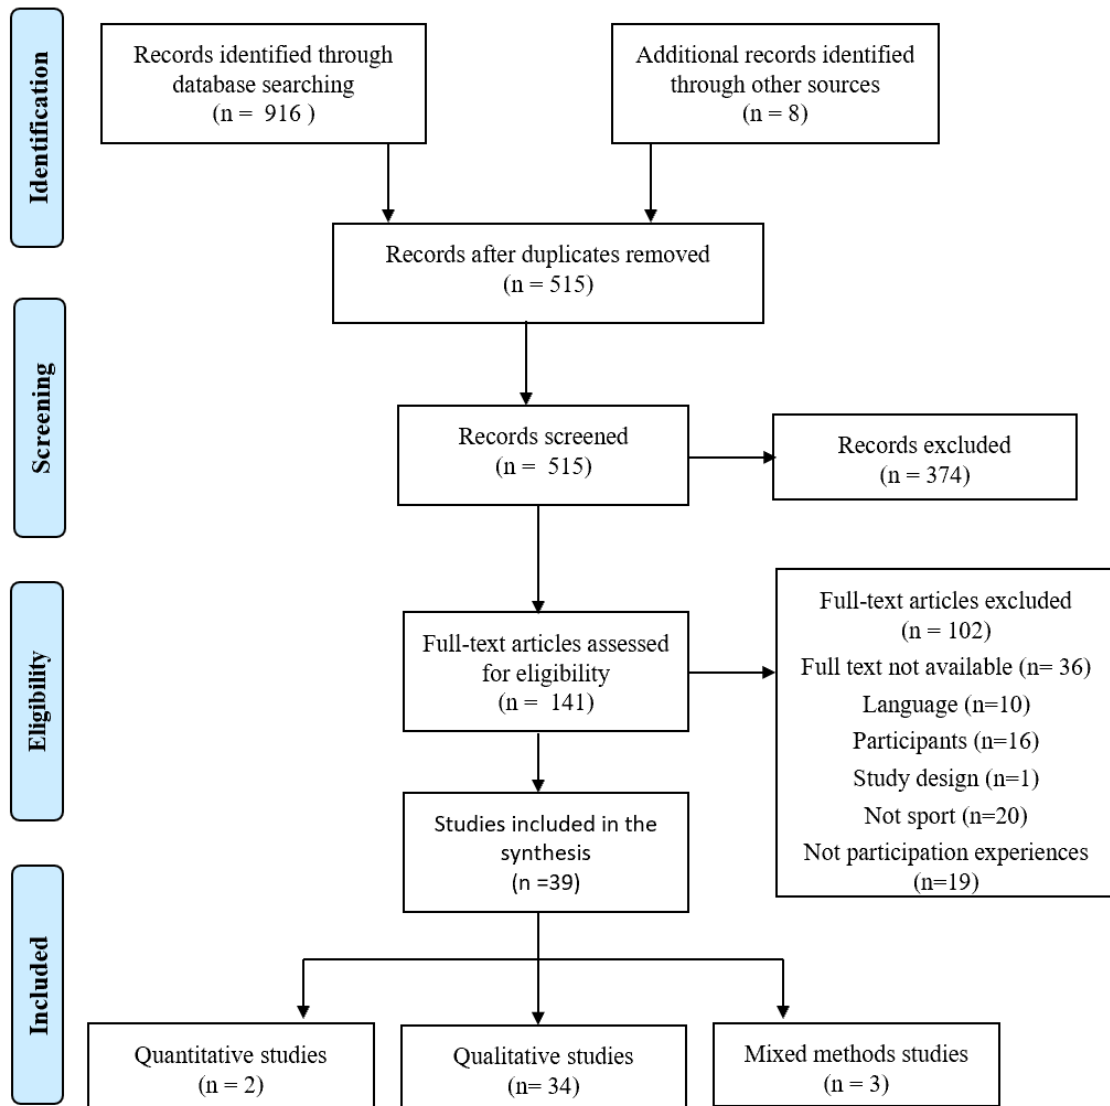 Identification
Records identified through
database searching
(n = 916 )
Additional records identified
through other sources
(n = 8)
Records after duplicates removed
(n = 515)
Screening
Records screened
(n = 515)
Records excluded
(n = 374)
Eligibility
Full-text articles assessed
for eligibility
(n = 141)
Full-text articles excluded
(n = 102)
Full text not available (n= 36)
Language (n=10)
Participants (n=16)
Study design (n=1)
Not sport (n=20)
Not participation experiences
(n=19)
Studies included in the
synthesis
(n =39)
Included
Quantitative studies
(n = 2)
Qualitative studies
(n= 34)
Mixed methods studies
(n = 3)